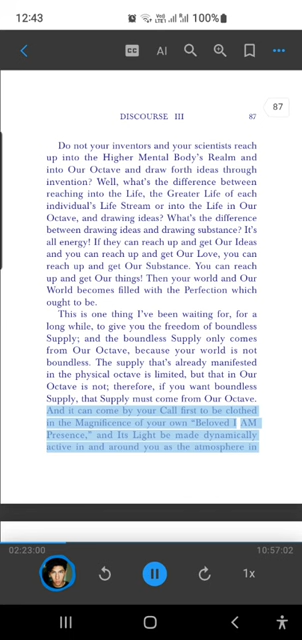 12:43
100%
CC AI
87
DISCOURSE III 87
Do not your inventors and your scientists reach
up into the Higher Mental Body's Realm and
into Our Octave and draw forth ideas through
invention? Well, what's the difference between
reaching into the Life, the Greater Life of each
individual's Life Stream or into the Life in Our
Octave, and drawing ideas? What's the difference
between drawing ideas and drawing substance? It's
all energy! If they can reach up and get Our Ideas
and you can reach up and get Our Love, you can
reach up and get Our Substance. You can reach
up and get Our things! Then your world and Our
World becomes filled with the Perfection which
ought to be.
This is one thing I've been waiting for, for
a long while, to give you the freedom of boundless
Supply; and the boundless Supply only comes
from Our Octave, because your world is not
boundless. The supply that's already manifested
in the physical octave is limited, but that in Our
Octave is not; therefore, if you want boundless
Supply, that Supply must come from Our Octave.
And it can come by your Call first to be clothed
in the Magnificence of your own "Beloved I AM
Presence," and Its Light be made dynamically
active in and around you as the atmosphere in
02:23:00 10:57:02
1x